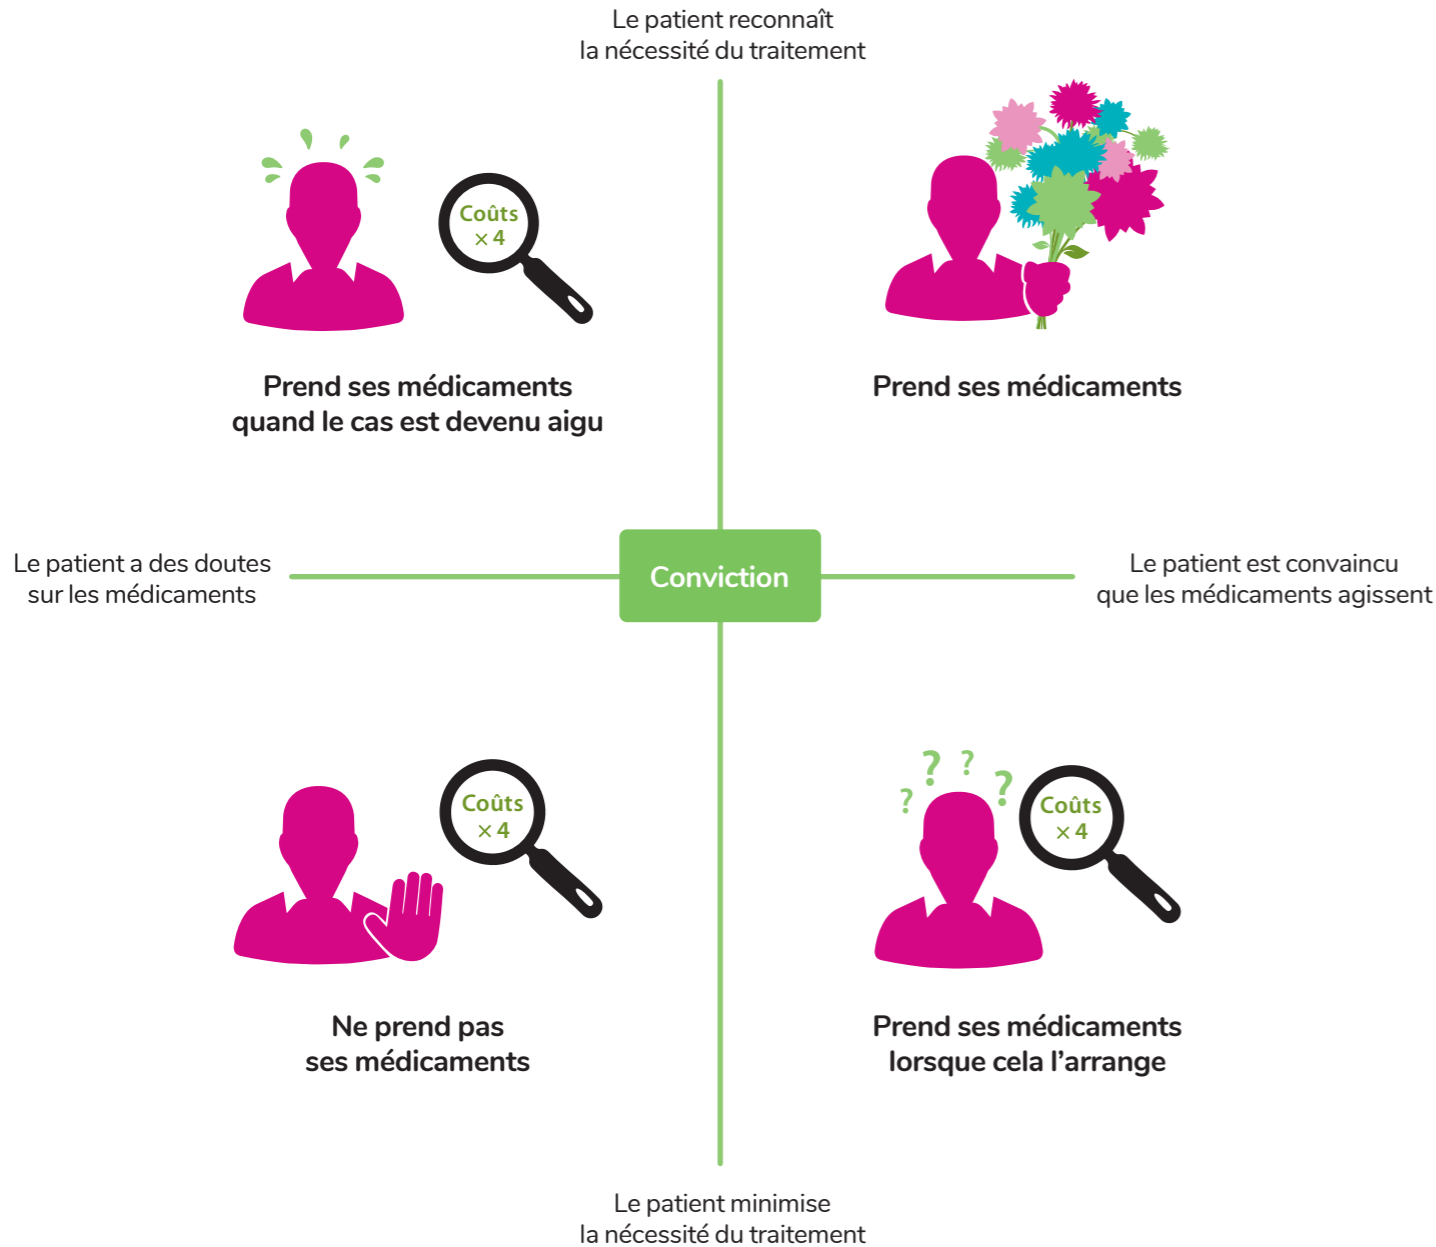 Le patient reconnaît
la nécessité du traitement
Coûts
× 4
Prend ses médicaments
quand le cas est devenu aigu
Prend ses médicaments
Le patient a des doutes
sur les médicaments
Conviction
Le patient est convaincu
que les médicaments agissent
Coûts
× 4
Ne prend pas
ses médicaments
? ? ? ?
Coûts
× 4
Prend ses médicaments
lorsque cela l’arrange
Le patient minimise
la nécessité du traitement